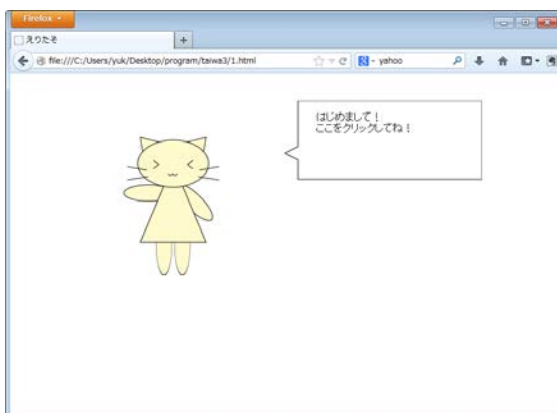 Firefox
えりたそ
file:///C:/Users/yuk/Desktop/program/taiwa3/1.html
yahoo
はじめまして！
ここをクリックしてね！